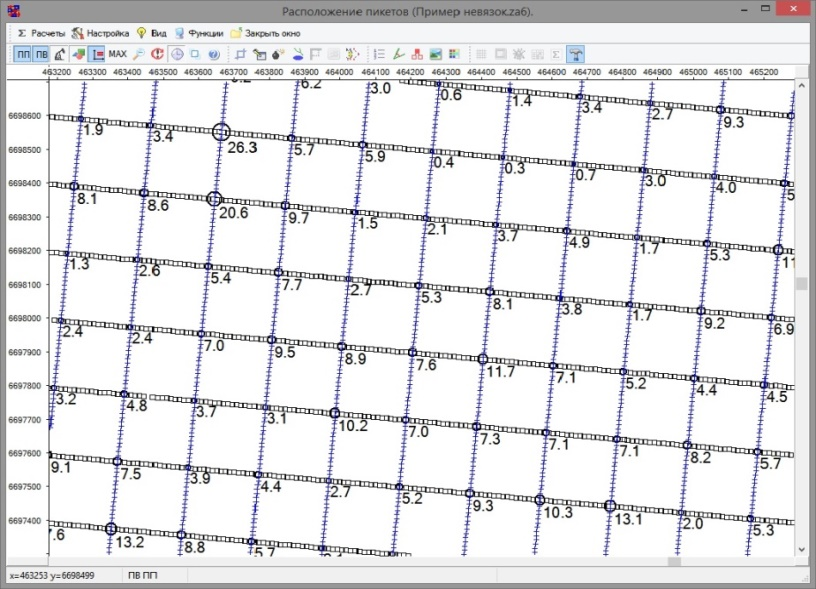 Расположение пикетов (Пример невязок.zab).
Σ Расчеты Настройка Вид Функции Закрыть окно
ПП ПВ MAX
463200 463300 463400 463500 463600 463700 463800 463900 464000 464100 464200 464300 464400 464500 464600 464700 464800 464900 465000 465100 465200
6.2 3.0 0.6 1.4 3.4 2.7 9.3
6698600
1.9 3.4 26.3 5.7 5.9 0.4 0.3 0.7 3.0 4.0 5
6698500
6698400
8.1 8.6 20.6 9.7 1.5 2.1 3.7 4.9 1.7 5.3 11
6698300
6698200
1.3 2.6 5.4 7.7 2.7 5.3 8.1 3.8 1.7 9.2 6.9
6698100
6698000
2.4 2.4 7.0 9.5 8.9 7.6 11.7 7.1 5.2 4.4 4.5
6697900
6697800
3.2 4.8 3.7 3.1 10.2 7.0 7.3 7.1 7.1 8.2 5.7
6697700
6697600
9.1 7.5 3.9 4.4 2.7 5.2 9.3 10.3 13.1 2.0 5.3
6697500
6697400
.6 13.2 8.8 5.7
x=463253 y=6698499 ПВ ПП